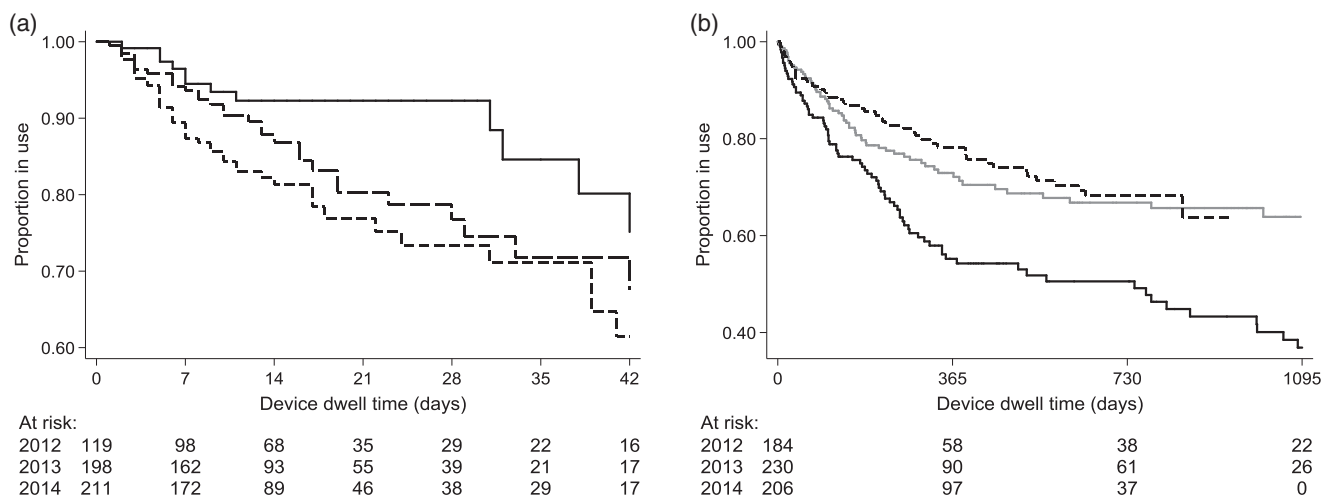 (a)
1.00
0.90
0.80
0.70
0.60
Proportion in use
0 7 14 21 28 35 42
Device dwell time (days)
At risk:
2012 119 98 68 35 29 22 16
2013 198 162 93 55 39 21 17
2014 211 172 89 46 38 29 17
(b)
1.00
0.80
0.60
0.40
Proportion in use
0 365 730 1095
Device dwell time (days)
At risk:
2012 184 58 38 22
2013 230 90 61 26
2014 206 97 37 0